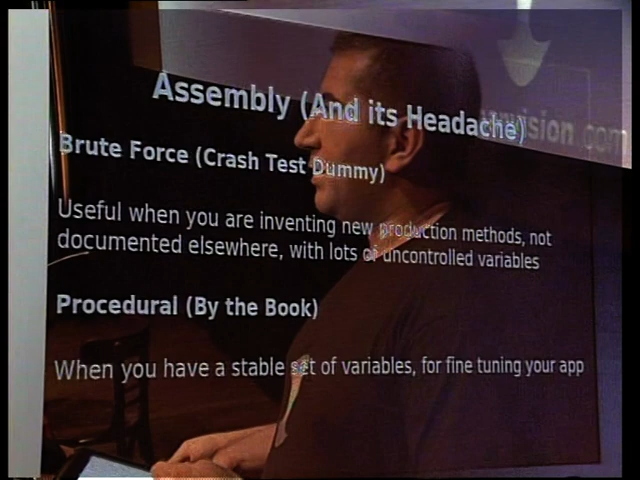 Assembly (And its Headache)
Brute Force (Crash Test Dummy)
Useful when you are inventing new production methods, not
documented elsewhere, with lots of uncontrolled variables
Procedural (By the Book)
When you have a stable set of variables, for fine tuning your app